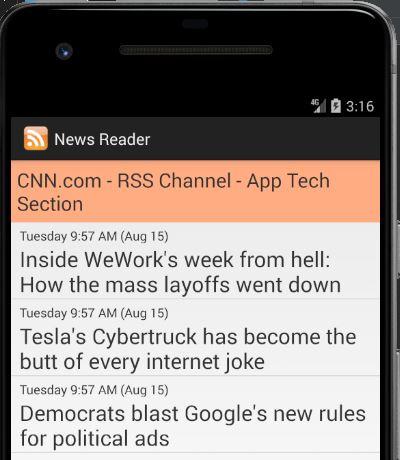 4G 3:16
News Reader
CNN.com - RSS Channel - App Tech
Section
Tuesday 9:57 AM (Aug 15)
Inside WeWork's week from hell:
How the mass layoffs went down
Tuesday 9:57 AM (Aug 15)
Tesla's Cybertruck has become the
butt of every internet joke
Tuesday 9:57 AM (Aug 15)
Democrats blast Google's new rules
for political ads